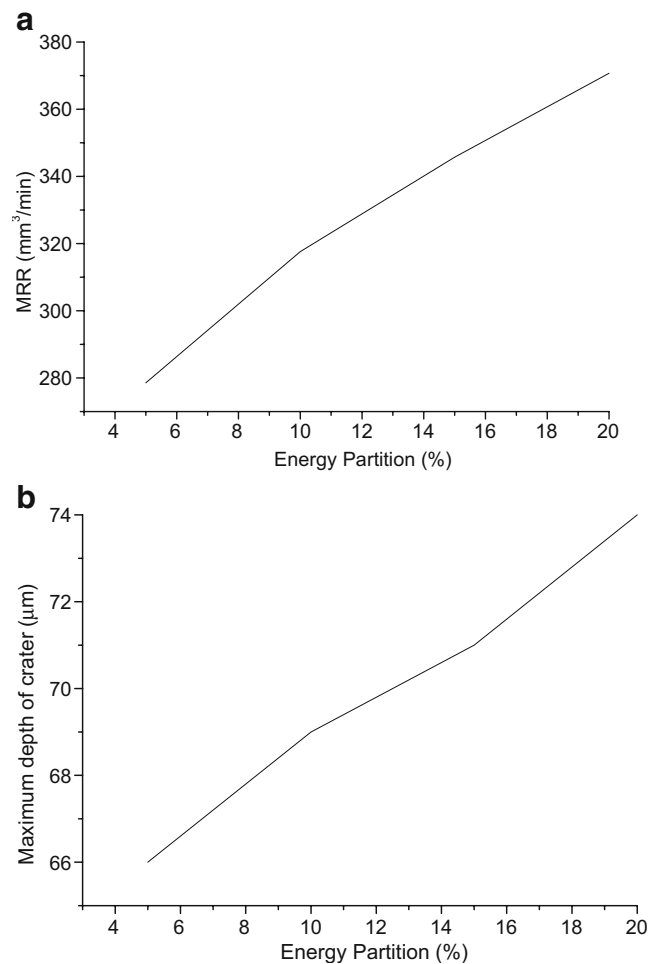 a
380
360
340
320
300
280
MRR (mm³/min)
4 6 8 10 12 14 16 18 20
Energy Partition (%)
b
74
72
70
68
66
Maximum depth of crater (μm)
4 6 8 10 12 14 16 18 20
Energy Partition (%)